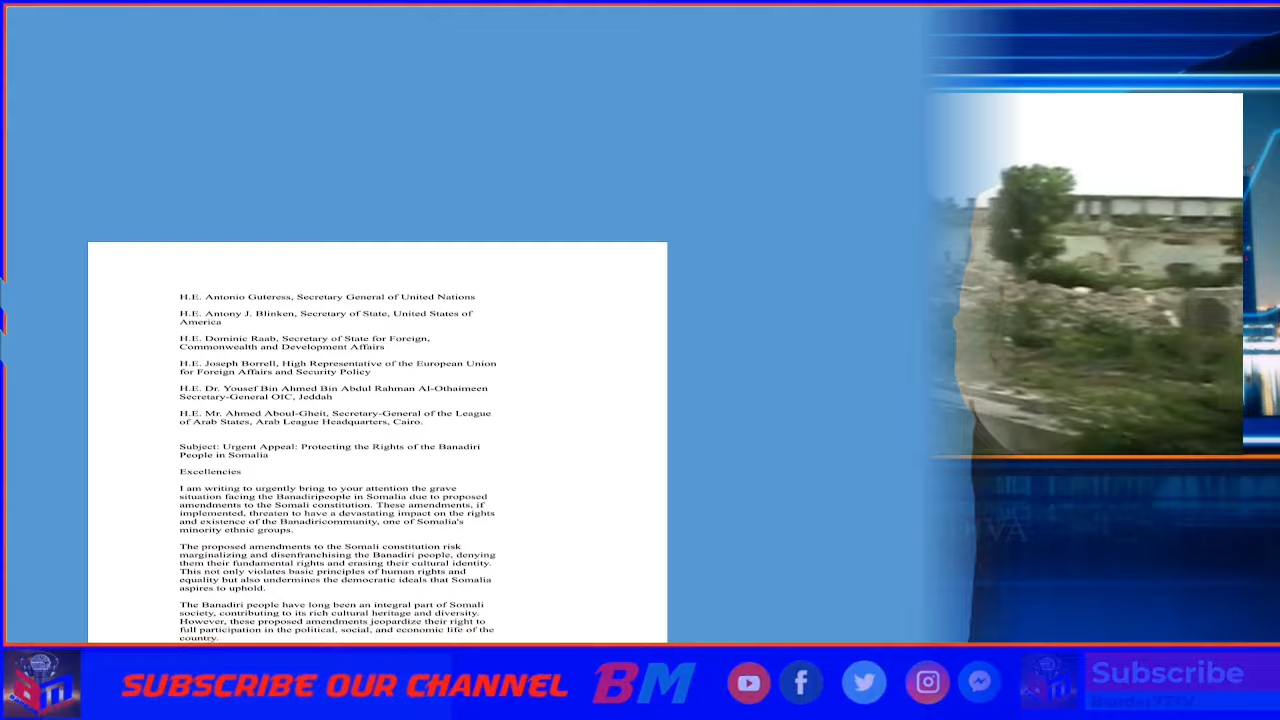 H.E. Antonio Guteress, Secretary General of United Nations
H.E. Antony J. Blinken, Secretary of State, United States of
America
H.E. Dominic Raab, Secretary of State for Foreign,
Commonwealth and Development Affairs
H.E. Joseph Borrell, High Representative of the European Union
for Foreign Affairs and Security Policy
H.E. Dr. Yousef Bin Ahmed Bin Abdul Rahman Al-Othaimeen
Secretary-General OIC, Jeddah
H.E. Mr. Ahmed Aboul-Gheit, Secretary-General of the League
of Arab States, Arab League Headquarters, Cairo.
Subject: Urgent Appeal: Protecting the Rights of the Banadiri
People in Somalia
Excellencies
I am writing to urgently bring to your attention the grave
situation facing the Banadiripeople in Somalia due to proposed
amendments to the Somali constitution. These amendments, if
implemented, threaten to have a devastating impact on the rights
and existence of the Banadiricommunity, one of Somalia's
minority ethnic groups.
The proposed amendments to the Somali constitution risk
marginalizing and disenfranchising the Banadiri people, denying
them their fundamental rights and erasing their cultural identity.
This not only violates basic principles of human rights and
equality but also undermines the democratic ideals that Somalia
aspires to uphold.
The Banadiri people have long been an integral part of Somali
society, contributing to its rich cultural heritage and diversity.
However, these proposed amendments jeopardize their right to
full participation in the political, social, and economic life of the
country.
SUBSCRIBE OUR CHANNEL
BM
Subscribe